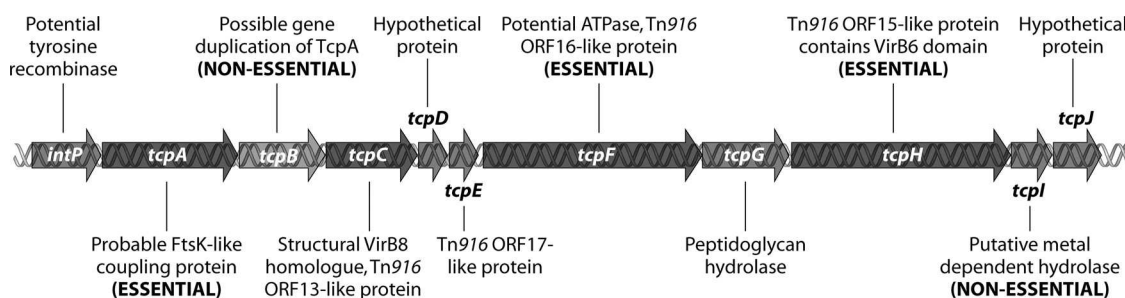 Potential
tyrosine
recombinase
Possible gene
duplication of TcpA
(NON-ESSENTIAL)
Hypothetical
protein
Potential ATPase, Tn916
ORF16-like protein
(ESSENTIAL)
Tn916 ORF15-like protein
contains VirB6 domain
(ESSENTIAL)
Hypothetical
protein
tcpD
tcpJ
intP
tcpA
tcpB
tcpC
tcpF
tcpG
tcpH
tcpE
tcpI
Probable FtsK-like
coupling protein
(ESSENTIAL)
Structural VirB8
homologue, Tn916
ORF13-like protein
Tn916 ORF17-
like protein
Peptidoglycan
hydrolase
Putative metal
dependent hydrolase
(NON-ESSENTIAL)